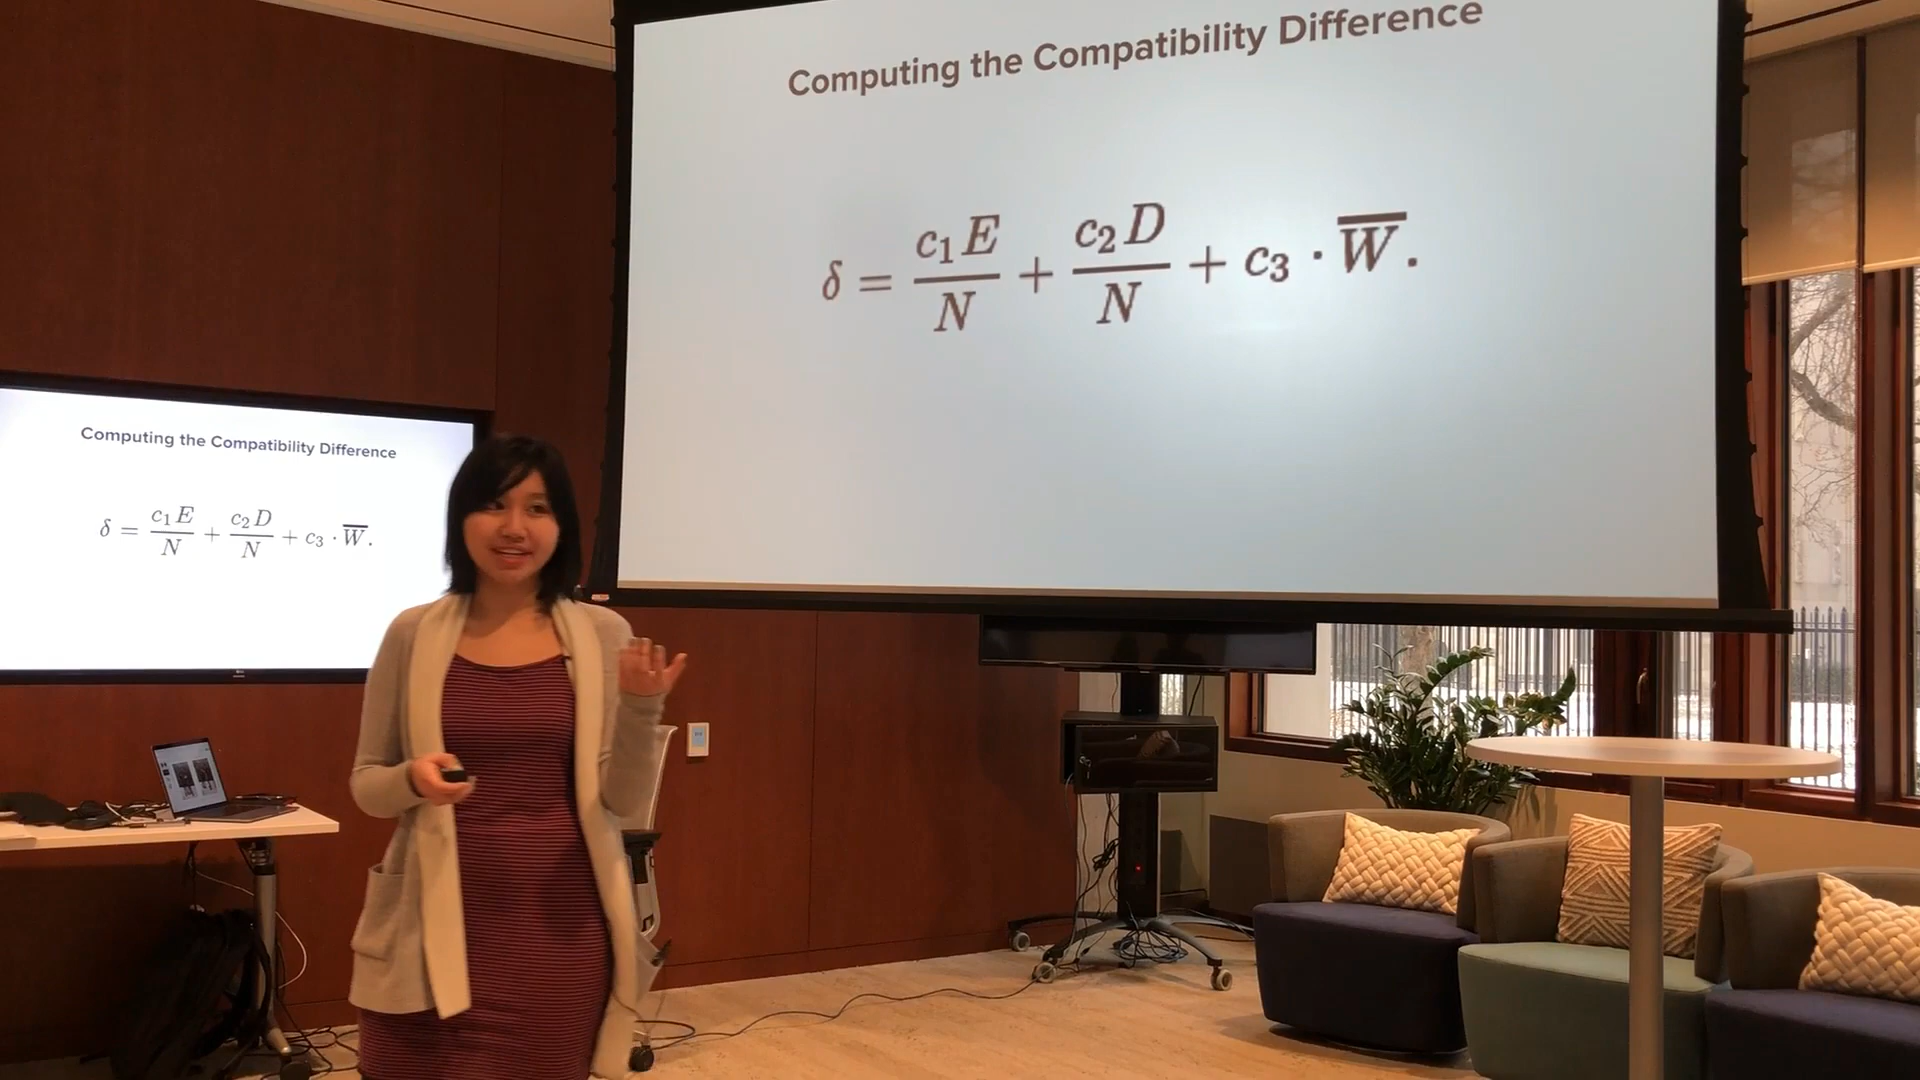 Computing the Compatibility Difference
δ = c₁E/N + c₂D/N + c₃ · W̅.
Computing the Compatibility Difference
δ = c₁E/N + c₂D/N + c₃ · W̅.